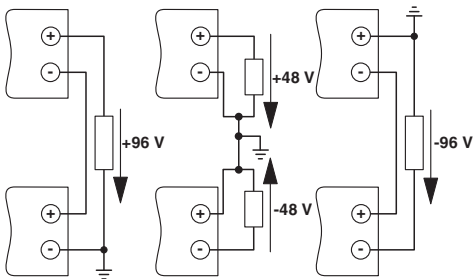 + + +
- - -
+48 V
+96 V -96 V
-48 V
+ + +
- - -